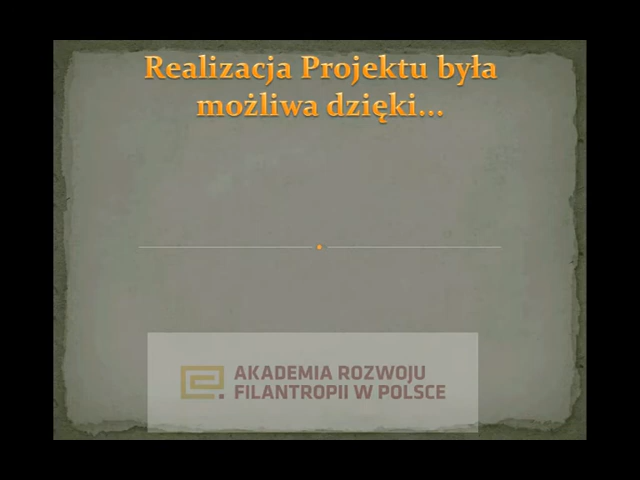 Realizacja Projektu była
możliwa dzięki...
AKADEMIA ROZWOJU
FILANTROPII W POLSCE